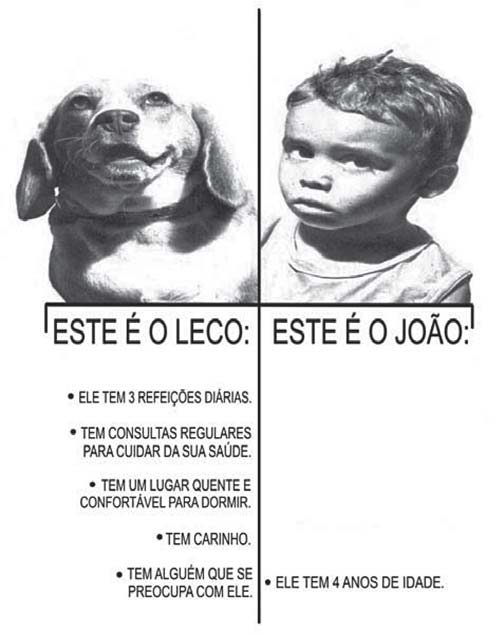 ESTE É O LECO:
• ELE TEM 3 REFEIÇÕES DIÁRIAS.
• TEM CONSULTAS REGULARES
PARA CUIDAR DA SUA SAÚDE.
• TEM UM LUGAR QUENTE E
CONFORTÁVEL PARA DORMIR.
• TEM CARINHO.
• TEM ALGUÉM QUE SE
PREOCUPA COM ELE.
ESTE É O JOÃO:
• ELE TEM 4 ANOS DE IDADE.